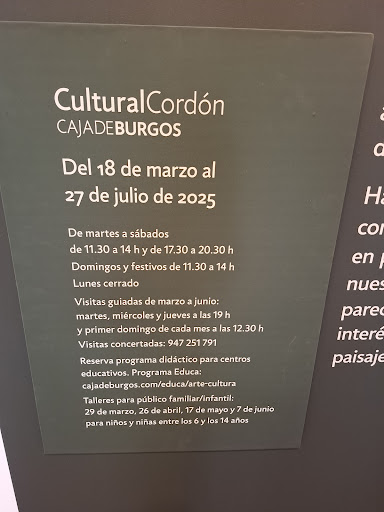 CulturalCordón
CAJADEBURGOS
Del 18 de marzo al
27 de julio de 2025
De martes a sábados
de 11.30 a 14 h y de 17.30 a 20.30 h
Domingos y festivos de 11.30 a 14 h
Lunes cerrado
Visitas guiadas de marzo a junio:
martes, miércoles y jueves a las 19 h
y primer domingo de cada mes a las 12.30 h
Visitas concertadas: 947 251 791
Reserva programa didáctico para centros
educativos. Programa Educa:
cajadeburgos.com/educa/arte-cultura
Talleres para público familiar/infantil:
29 de marzo, 26 de abril, 17 de mayo y 7 de junio
para niños y niñas entre los 6 y los 14 años
en